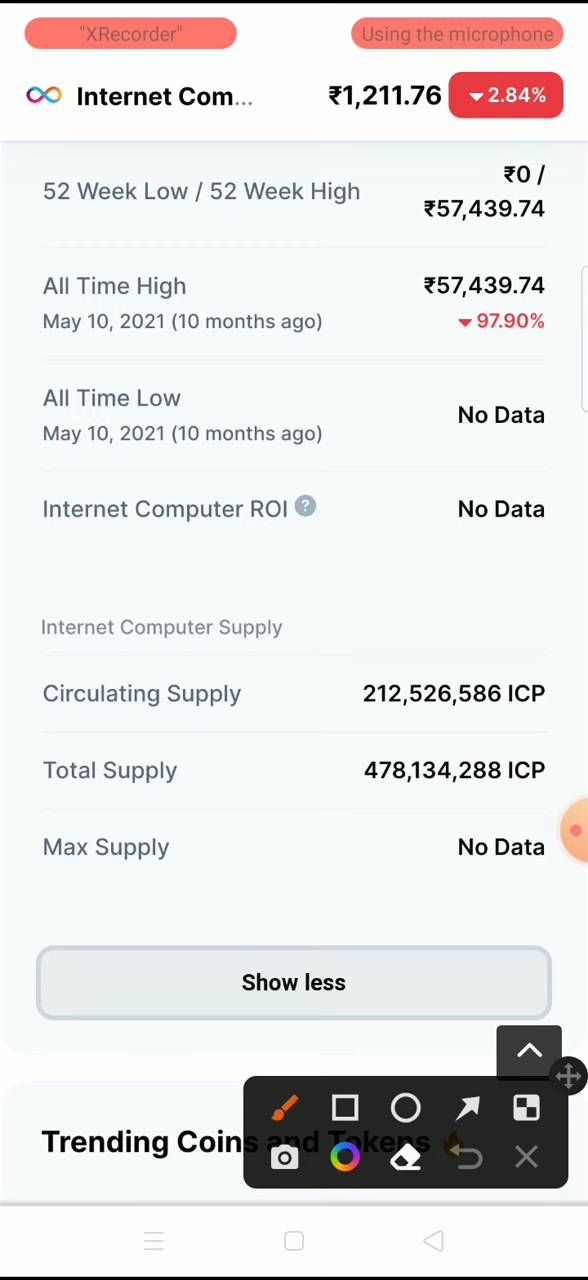 "XRecorder"
Using the microphone
Internet Com...
₹1,211.76
2.84%
52 Week Low / 52 Week High
₹0 /
₹57,439.74
All Time High
₹57,439.74
May 10, 2021 (10 months ago)
97.90%
All Time Low
May 10, 2021 (10 months ago)
No Data
Internet Computer ROI ?
No Data
Internet Computer Supply
Circulating Supply
212,526,586 ICP
Total Supply
478,134,288 ICP
Max Supply
No Data
Show less
Trending Coins and Tokens